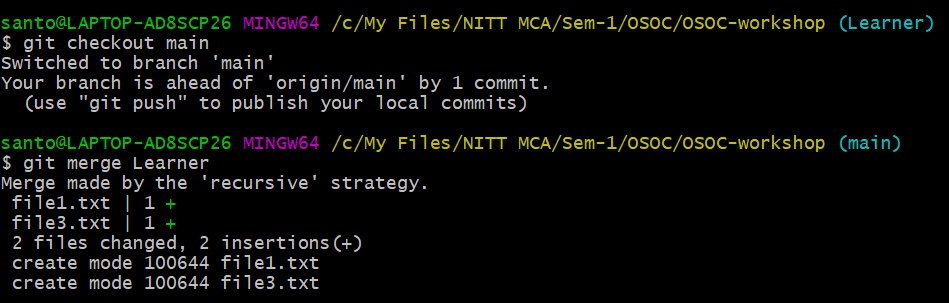 santo@LAPTOP-AD8SCP26 MINGW64 /c/My Files/NITT MCA/Sem-1/OSOC/OSOC-workshop (Learner)
$ git checkout main
Switched to branch 'main'
Your branch is ahead of 'origin/main' by 1 commit.
  (use "git push" to publish your local commits)
santo@LAPTOP-AD8SCP26 MINGW64 /c/My Files/NITT MCA/Sem-1/OSOC/OSOC-workshop (main)
$ git merge Learner
Merge made by the 'recursive' strategy.
 file1.txt | 1 +
 file3.txt | 1 +
 2 files changed, 2 insertions(+)
 create mode 100644 file1.txt
 create mode 100644 file3.txt